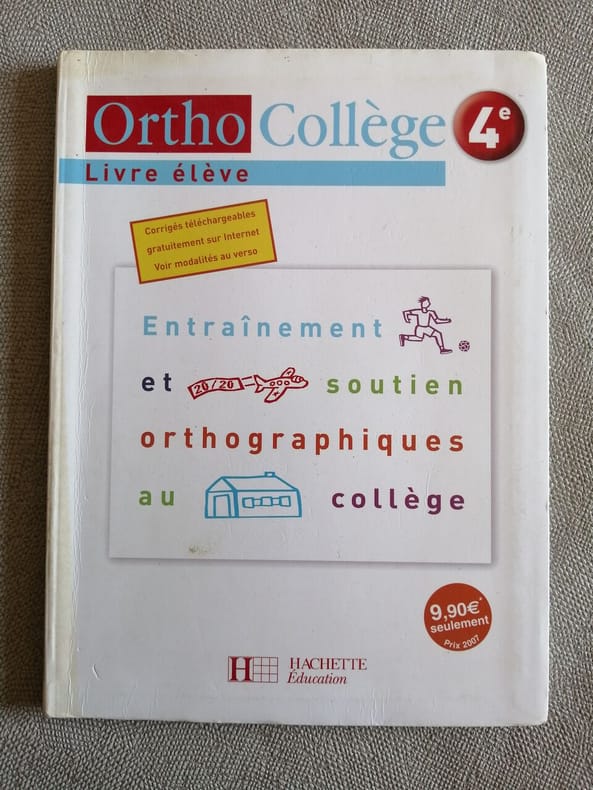 Ortho Collège 4e
Livre élève
Corrigés téléchargeables
gratuitement sur Internet
Voir modalités au verso
Entraînement
et 20/20 soutien
orthographiques
au collège
9,90€*
seulement
Prix 2007
H HACHETTE
Éducation